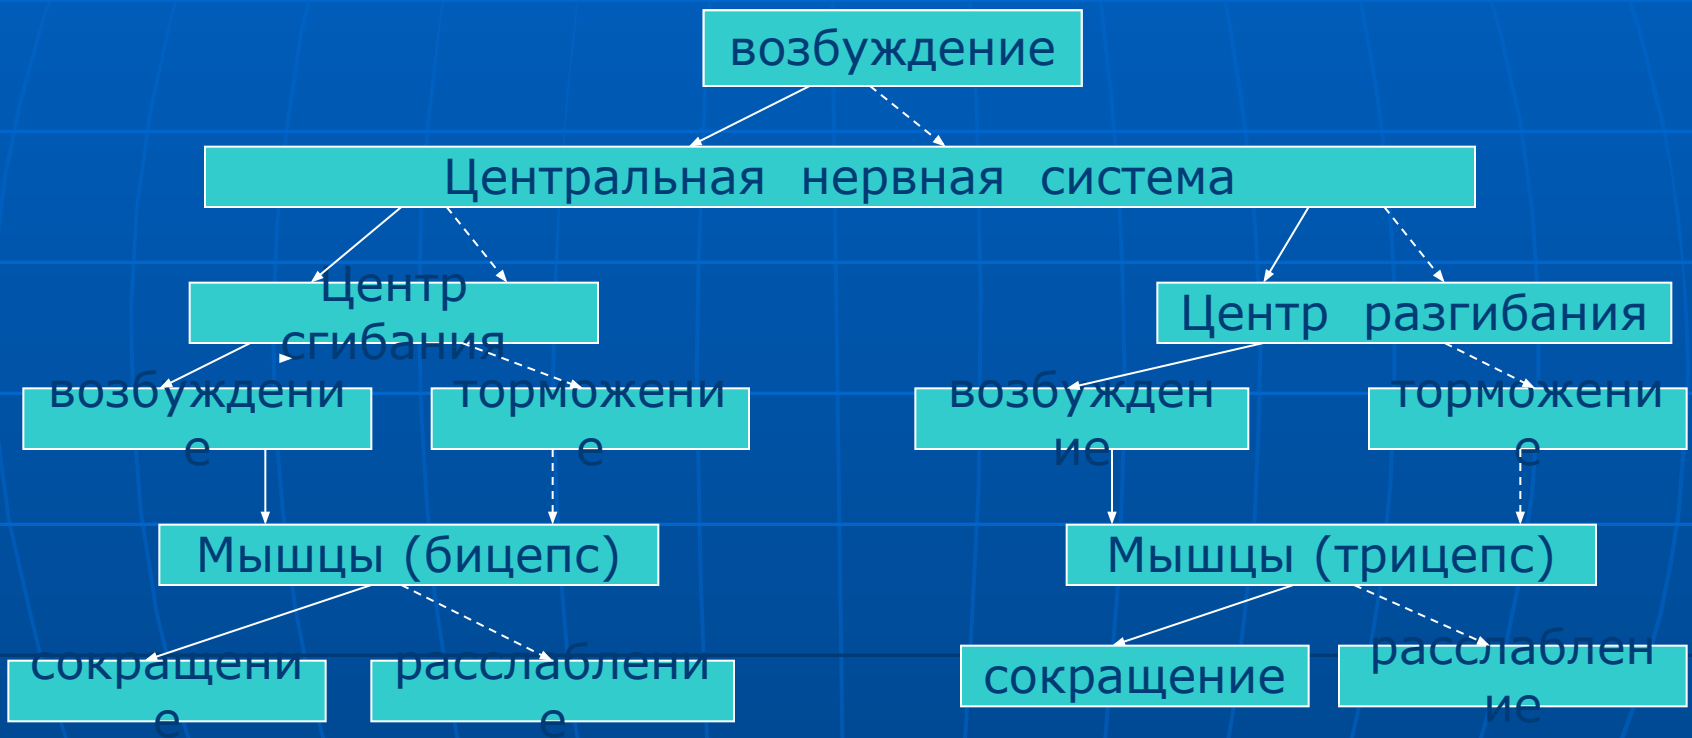 возбуждение
Центральная нервная система
Центр
сгибания
Центр разгибания
возбуждени
е
торможени
е
возбужден
ие
торможени
е
Мышцы (бицепс)
Мышцы (трицепс)
сокращени
е
расслаблени
е
сокращение
расслаблен
ие